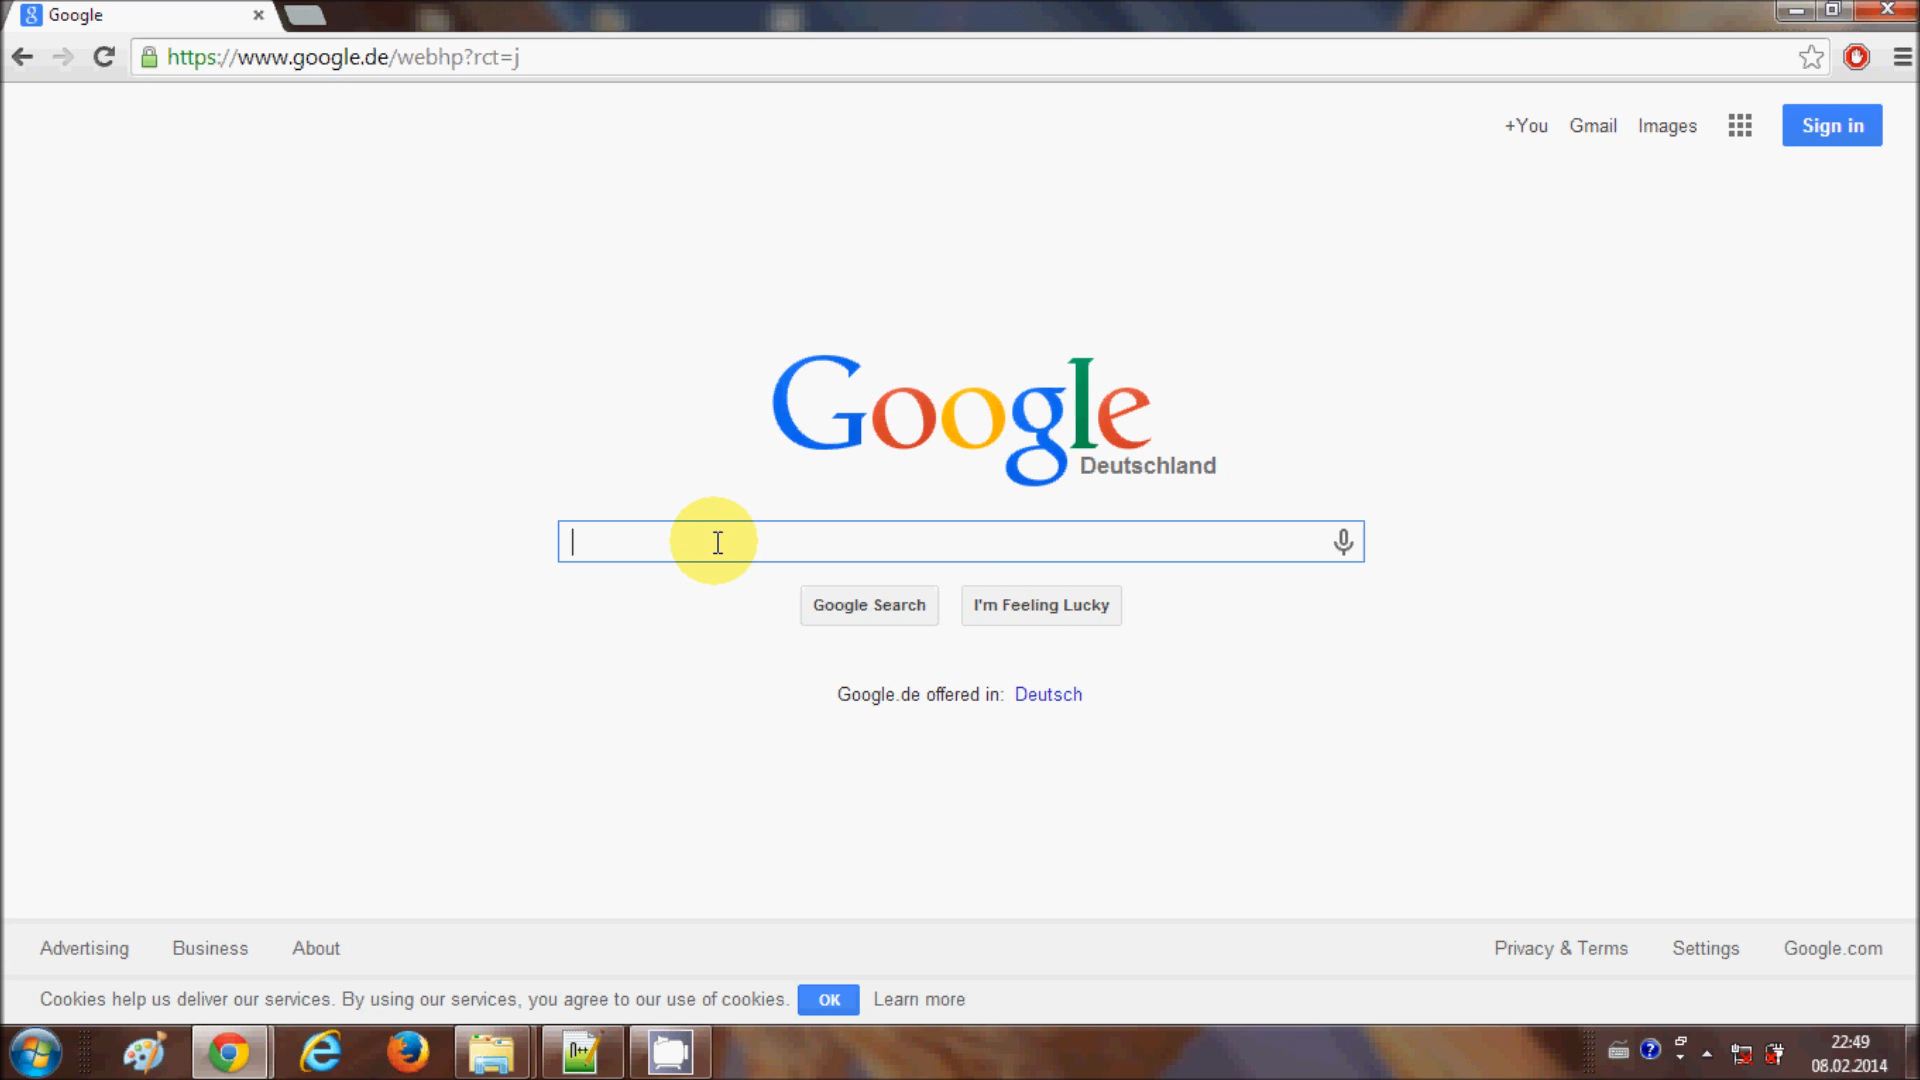 Google
https://www.google.de/webhp?rct=j
+You Gmail Images Sign in
Google
Deutschland
Google Search I'm Feeling Lucky
Google.de offered in: Deutsch
Advertising Business About Privacy & Terms Settings Google.com
Cookies help us deliver our services. By using our services, you agree to our use of cookies. OK Learn more
22:49
08.02.2014